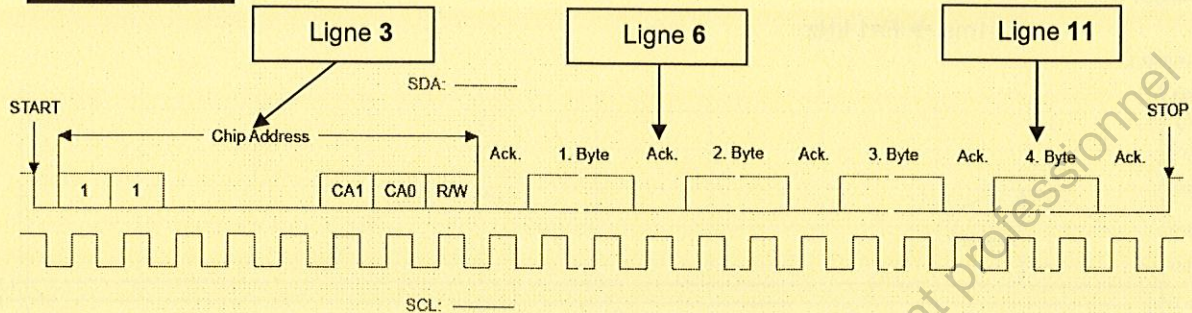 Ligne 3
Ligne 6
Ligne 11
SDA:
START
STOP
Chip Address
Ack. 1. Byte Ack. 2. Byte Ack. 3. Byte Ack. 4. Byte Ack.
1 1 CA1 CA0 R/W
SCL:
professionnel